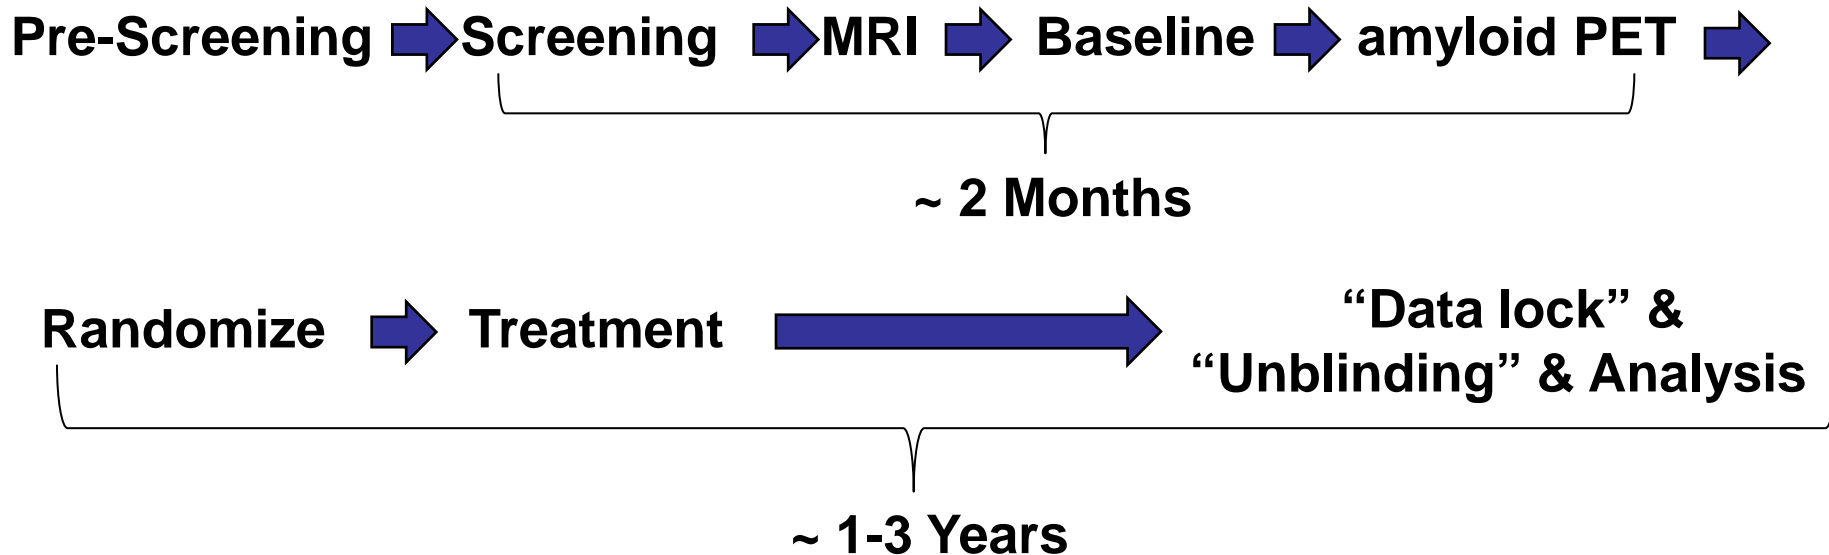 Pre-Screening Screening MRI Baseline amyloid PET
~ 2 Months
Randomize Treatment “Data lock” &
“Unblinding” & Analysis
~ 1-3 Years